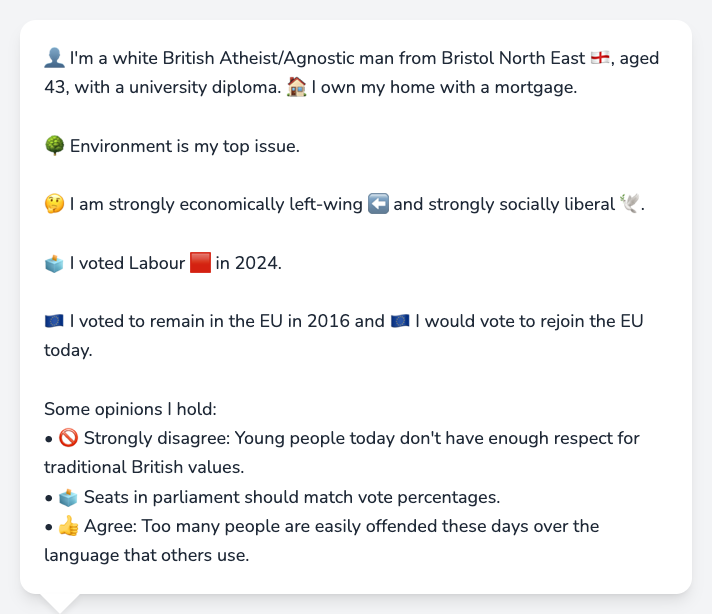 👤 I'm a white British Atheist/Agnostic man from Bristol North East 🏴󠁧󠁢󠁥󠁮󠁧󠁿, aged
43, with a university diploma. 🏠 I own my home with a mortgage.
🌳 Environment is my top issue.
🤔 I am strongly economically left-wing ⬅️ and strongly socially liberal 🕊️.
🗳️ I voted Labour 🟥 in 2024.
🇪🇺 I voted to remain in the EU in 2016 and 🇪🇺 I would vote to rejoin the EU
today.
Some opinions I hold:
• 🚫 Strongly disagree: Young people today don't have enough respect for
traditional British values.
• 🗳️ Seats in parliament should match vote percentages.
• 👍 Agree: Too many people are easily offended these days over the
language that others use.